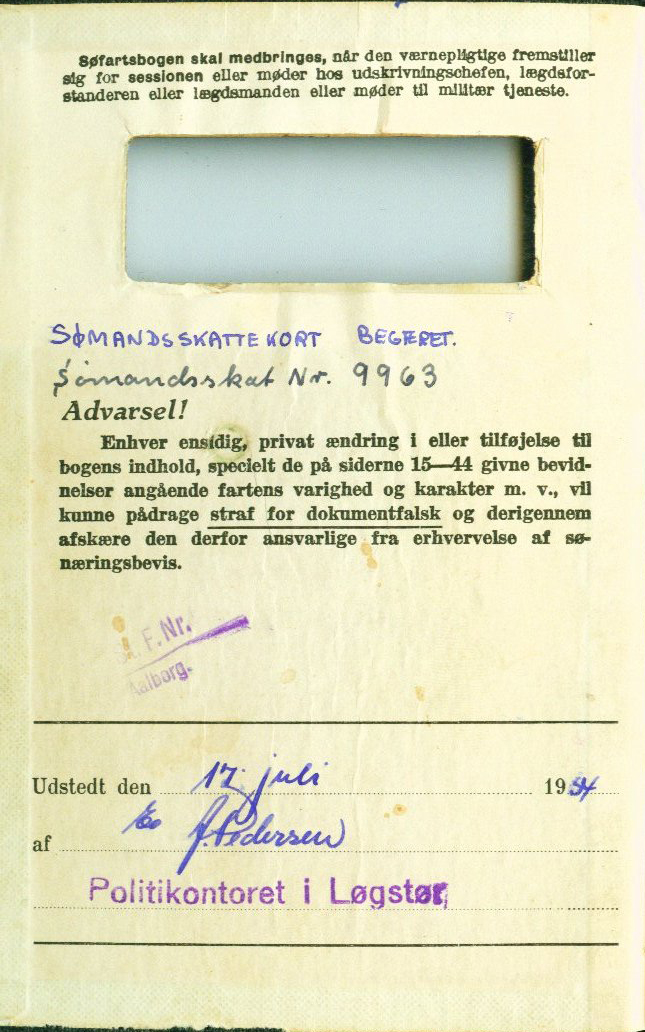 Søfartsbogen skal medbringes, når den værnepligtige fremstiller
sig for sessionen eller møder hos udskrivningschefen, lægdsfor-
standeren eller lægdsmanden eller møder til militær tjeneste.
SØMANDSSKATTEKORT BEGÆRET.
Sømandsskat Nr. 9963
Advarsel!
Enhver ensidig, privat ændring i eller tilføjelse til
bogens indhold, specielt de på siderne 15—44 givne bevid-
nelser angående fartens varighed og karakter m. v., vil
kunne pådrage straf for dokumentfalsk og derigennem
afskære den derfor ansvarlige fra erhvervelse af sø-
næringsbevis.
F. Nr.
Aalborg.
Udstedt den 17. juli 1954
af J. Pedersen
Politikontoret i Løgstør,